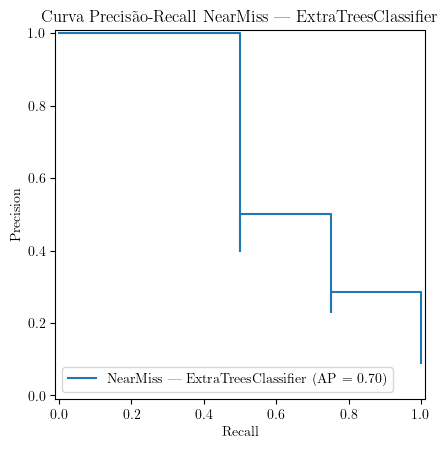 Curva Precisão-Recall NearMiss — ExtraTreesClassifier
1.0
0.8
0.6
0.4
0.2
0.0
Precision
NearMiss — ExtraTreesClassifier (AP = 0.70)
0.0 0.2 0.4 0.6 0.8 1.0
Recall